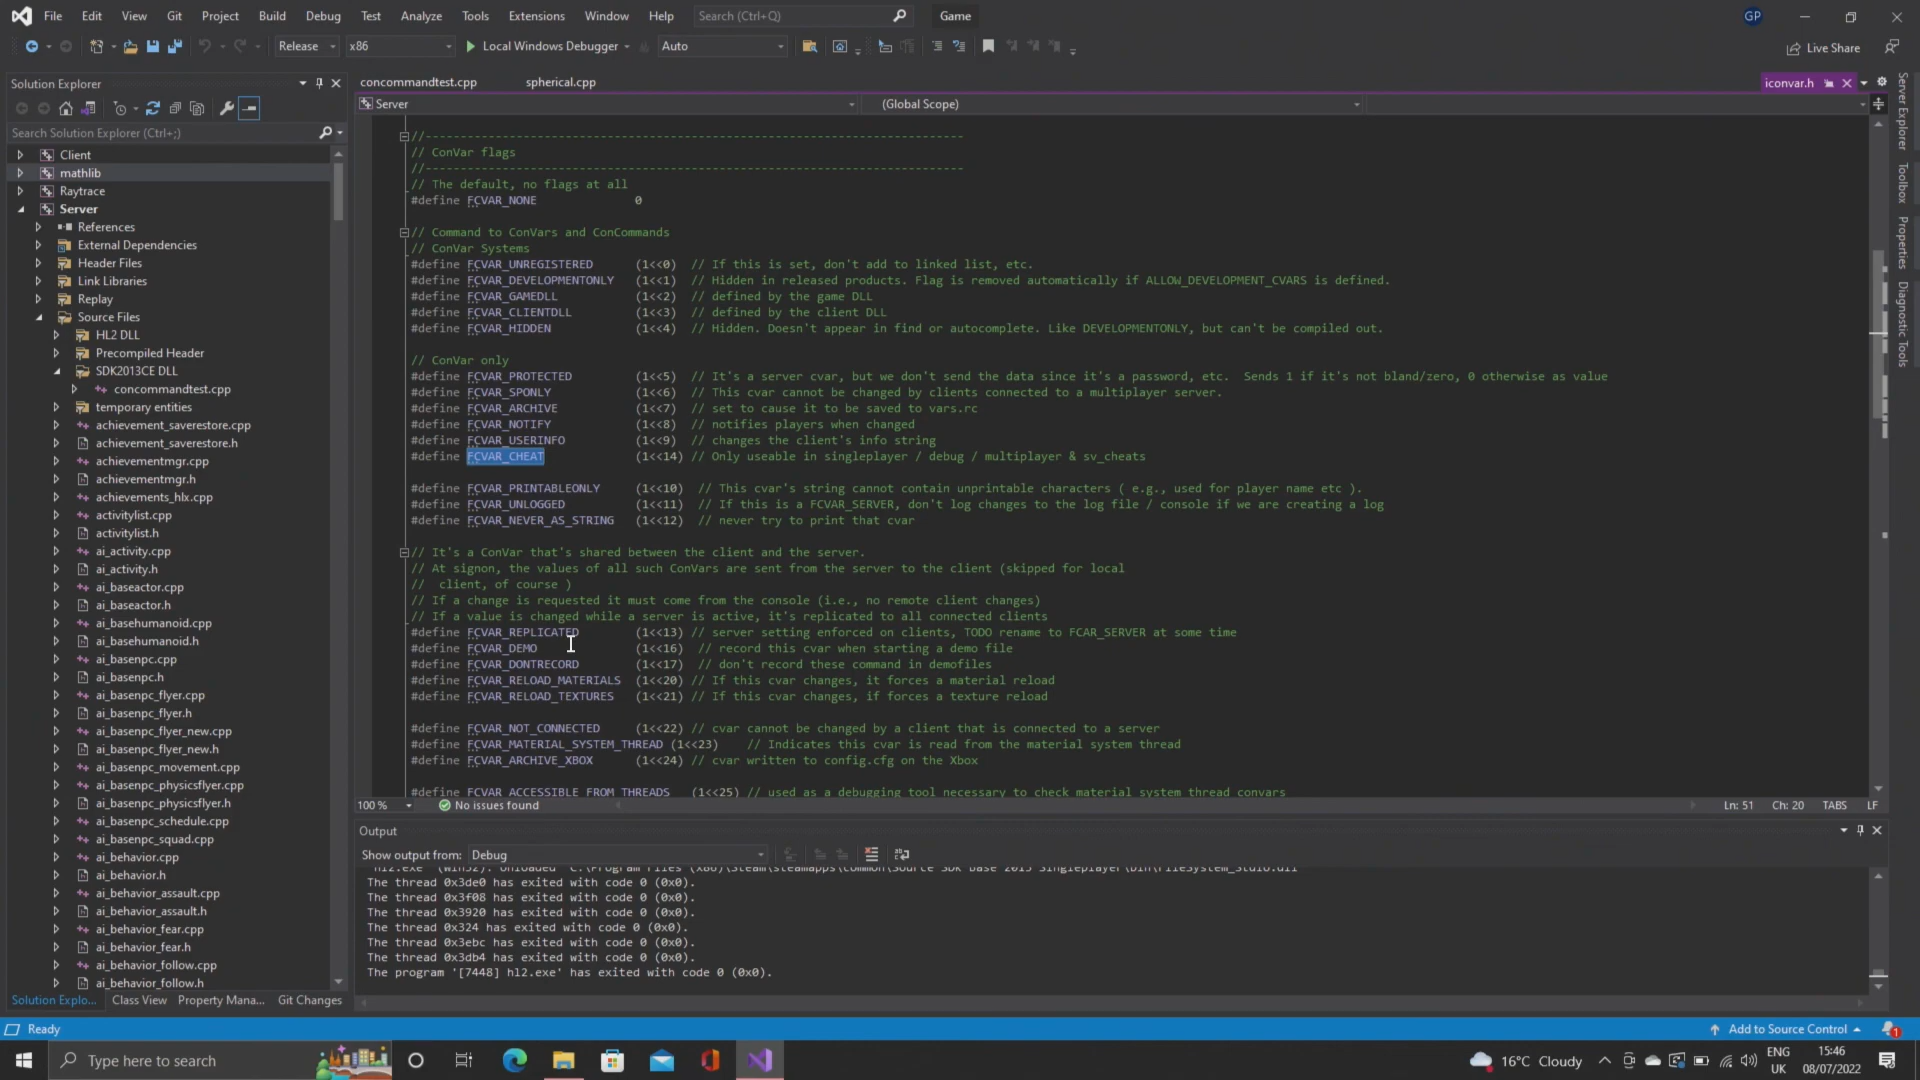 File Edit View Git Project Build Debug Test Analyze Tools Extensions Window Help Search (Ctrl+Q) Game GP
Release x86 Local Windows Debugger Auto Live Share
Solution Explorer
Search Solution Explorer (Ctrl+;)
Client
mathlib
Raytrace
Server
References
External Dependencies
Header Files
Link Libraries
Replay
Source Files
HL2 DLL
Precompiled Header
SDK2013CE DLL
concommandtest.cpp
temporary entities
achievement_saverestore.cpp
achievement_saverestore.h
achievementmgr.cpp
achievementmgr.h
achievements_hlx.cpp
activitylist.cpp
activitylist.h
ai_activity.cpp
ai_activity.h
ai_baseactor.cpp
ai_baseactor.h
ai_basehumanoid.cpp
ai_basehumanoid.h
ai_basenpc.cpp
ai_basenpc.h
ai_basenpc_flyer.cpp
ai_basenpc_flyer.h
ai_basenpc_flyer_new.cpp
ai_basenpc_flyer_new.h
ai_basenpc_movement.cpp
ai_basenpc_physicsflyer.cpp
ai_basenpc_physicsflyer.h
ai_basenpc_schedule.cpp
ai_basenpc_squad.cpp
ai_behavior.cpp
ai_behavior.h
ai_behavior_assault.cpp
ai_behavior_assault.h
ai_behavior_fear.cpp
ai_behavior_fear.h
ai_behavior_follow.cpp
ai_behavior_follow.h
Solution Explo... Class View Property Mana... Git Changes
concommandtest.cpp spherical.cpp iconvar.h
Server (Global Scope)
//-----------------------------------------------------------------------------
// ConVar flags
//-----------------------------------------------------------------------------
// The default, no flags at all
#define FCVAR_NONE 0
// Command to ConVars and ConCommands
// ConVar Systems
#define FCVAR_UNREGISTERED (1<<0) // If this is set, don't add to linked list, etc.
#define FCVAR_DEVELOPMENTONLY (1<<1) // Hidden in released products. Flag is removed automatically if ALLOW_DEVELOPMENT_CVARS is defined.
#define FCVAR_GAMEDLL (1<<2) // defined by the game DLL
#define FCVAR_CLIENTDLL (1<<3) // defined by the client DLL
#define FCVAR_HIDDEN (1<<4) // Hidden. Doesn't appear in find or autocomplete. Like DEVELOPMENTONLY, but can't be compiled out.
// ConVar only
#define FCVAR_PROTECTED (1<<5) // It's a server cvar, but we don't send the data since it's a password, etc. Sends 1 if it's not bland/zero, 0 otherwise as value
#define FCVAR_SPONLY (1<<6) // This cvar cannot be changed by clients connected to a multiplayer server.
#define FCVAR_ARCHIVE (1<<7) // set to cause it to be saved to vars.rc
#define FCVAR_NOTIFY (1<<8) // notifies players when changed
#define FCVAR_USERINFO (1<<9) // changes the client's info string
#define FCVAR_CHEAT (1<<14) // Only useable in singleplayer / debug / multiplayer & sv_cheats
#define FCVAR_PRINTABLEONLY (1<<10) // This cvar's string cannot contain unprintable characters ( e.g., used for player name etc ).
#define FCVAR_UNLOGGED (1<<11) // If this is a FCVAR_SERVER, don't log changes to the log file / console if we are creating a log
#define FCVAR_NEVER_AS_STRING (1<<12) // never try to print that cvar
// It's a ConVar that's shared between the client and the server.
// At signon, the values of all such ConVars are sent from the server to the client (skipped for local
// client, of course )
// If a change is requested it must come from the console (i.e., no remote client changes)
// If a value is changed while a server is active, it's replicated to all connected clients
#define FCVAR_REPLICATED (1<<13) // server setting enforced on clients, TODO rename to FCAR_SERVER at some time
#define FCVAR_DEMO (1<<16) // record this cvar when starting a demo file
#define FCVAR_DONTRECORD (1<<17) // don't record these command in demofiles
#define FCVAR_RELOAD_MATERIALS (1<<20) // If this cvar changes, it forces a material reload
#define FCVAR_RELOAD_TEXTURES (1<<21) // If this cvar changes, if forces a texture reload
#define FCVAR_NOT_CONNECTED (1<<22) // cvar cannot be changed by a client that is connected to a server
#define FCVAR_MATERIAL_SYSTEM_THREAD (1<<23) // Indicates this cvar is read from the material system thread
#define FCVAR_ARCHIVE_XBOX (1<<24) // cvar written to config.cfg on the Xbox
#define FCVAR_ACCESSIBLE_FROM_THREADS (1<<25) // used as a debugging tool necessary to check material system thread convars
100 % No issues found Ln: 51 Ch: 20 TABS LF
Output
Show output from: Debug
'hl2.exe' (Win32): Unloaded 'C:\Program Files (x86)\Steam\steamapps\common\Source SDK Base 2013 Singleplayer\bin\FileSystem_Stdio.dll'
The thread 0x3de0 has exited with code 0 (0x0).
The thread 0x3f08 has exited with code 0 (0x0).
The thread 0x3920 has exited with code 0 (0x0).
The thread 0x324 has exited with code 0 (0x0).
The thread 0x3ebc has exited with code 0 (0x0).
The thread 0x3db4 has exited with code 0 (0x0).
The program '[7448] hl2.exe' has exited with code 0 (0x0).
Server Explorer
Toolbox
Properties
Diagnostic Tools
Ready Add to Source Control 1
Type here to search 16°C Cloudy ENG UK 15:46 08/07/2022